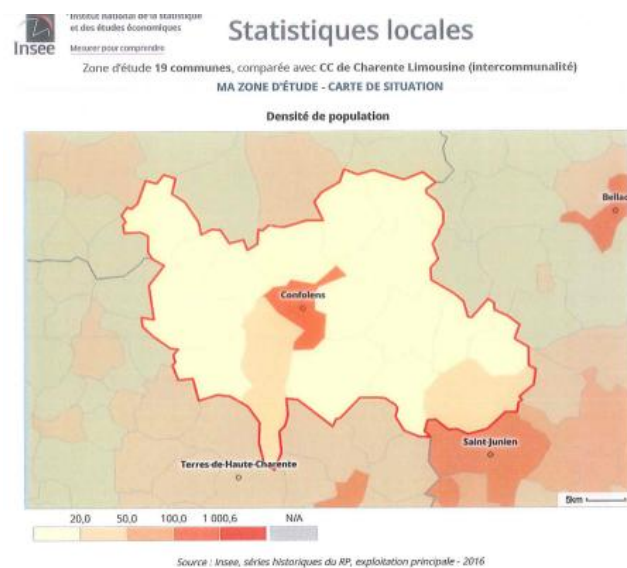 Institut national de la statistique
et des études économiques
Insee
Mesurer pour comprendre
Statistiques locales
Zone d'étude 19 communes, comparée avec CC de Charente Limousine (intercommunalité)
MA ZONE D'ÉTUDE - CARTE DE SITUATION
Densité de population
Bellac
Confolens
Saint-Junien
Terres-de-Haute-Charente
5km
20,0 50,0 100,0 1 000,6 N/A
Source : Insee, séries historiques du RP, exploitation principale - 2016